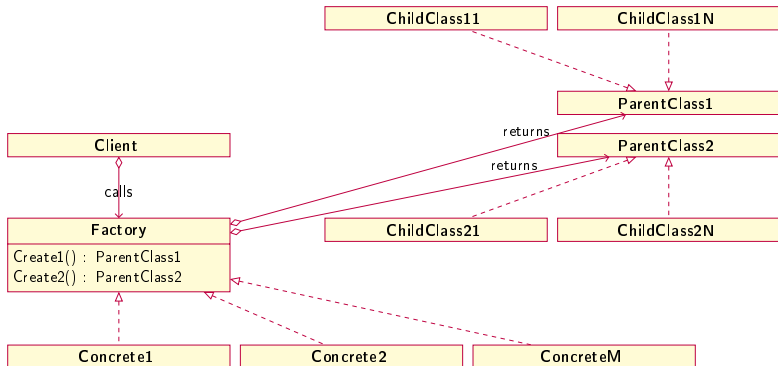 ChildClass11
ChildClass1N
ParentClass1
returns
Client
ParentClass2
returns
calls
Factory
ChildClass21
ChildClass2N
Create1() : ParentClass1
Create2() : ParentClass2
Concrete1
Concrete2
ConcreteM